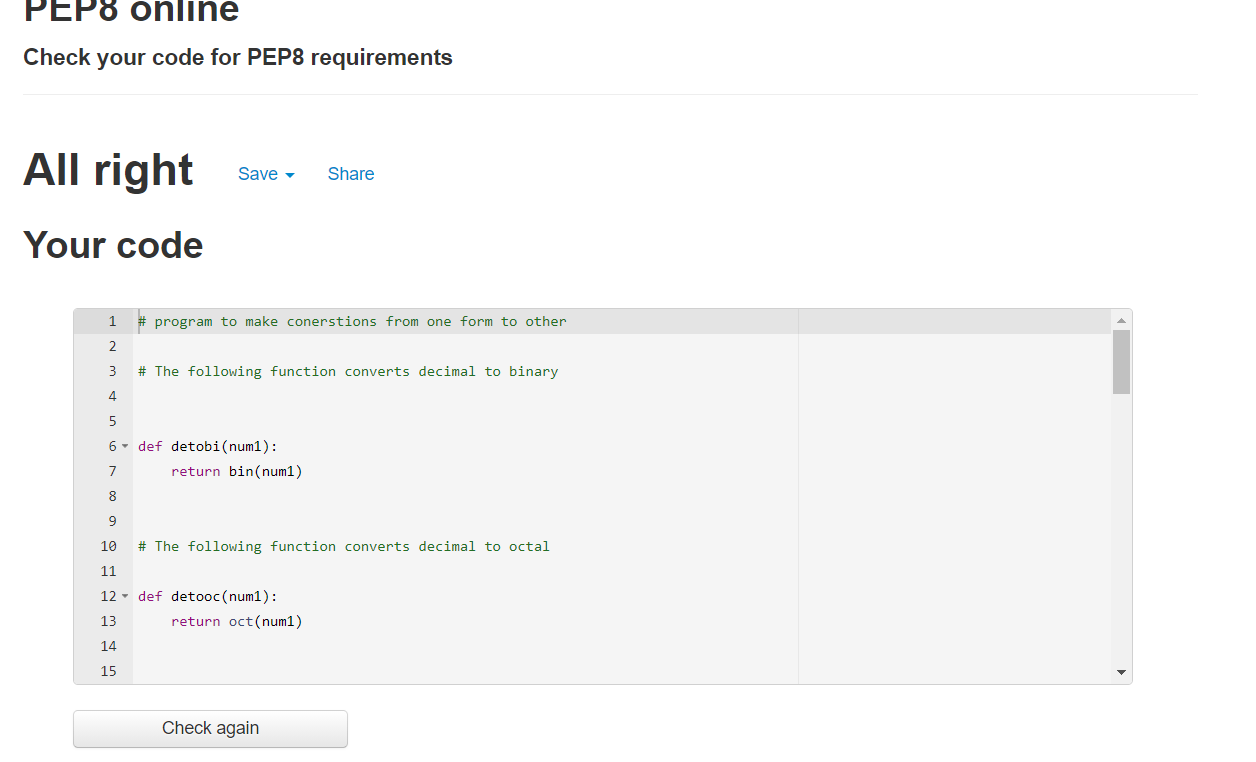 PEP8 online
Check your code for PEP8 requirements
All right Save Share
Your code
1 # program to make conerstions from one form to other
2
3 # The following function converts decimal to binary
4
5
6 def detobi(num1):
7     return bin(num1)
8
9
10 # The following function converts decimal to octal
11
12 def detooc(num1):
13     return oct(num1)
14
15
Check again